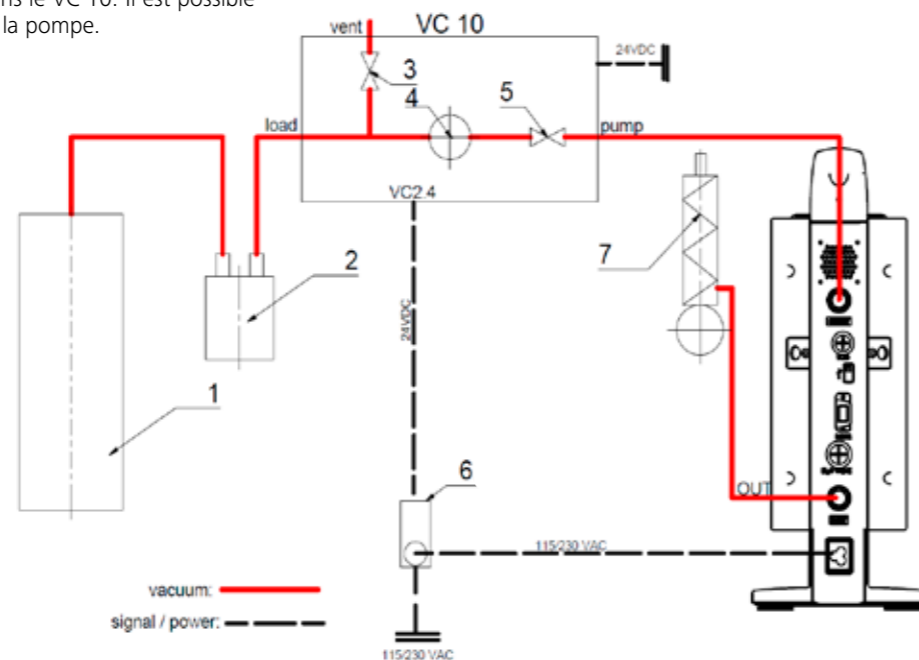 ns le VC 10. Il est possible
la pompe.
vent
VC 10
24VDC
3
4
5
load
pump
VC2.4
2
7
24VDC
1
6
OUT
115/230 VAC
vacuum:
signal / power:
115/230 VAC